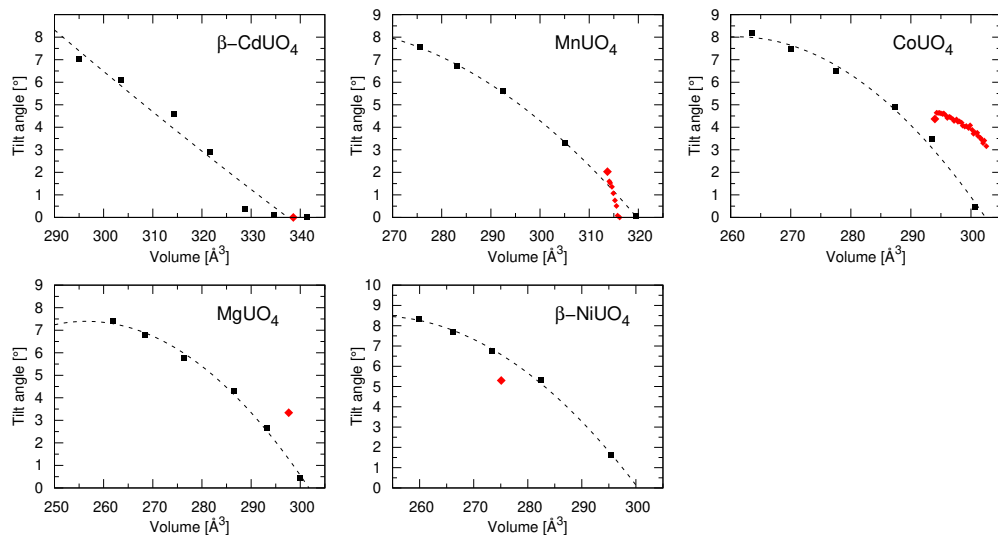 β−CdUO4
Tilt angle [°]
0 1 2 3 4 5 6 7 8
290 300 310 320 330 340
Volume [Å3]
MnUO4
Tilt angle [°]
0 1 2 3 4 5 6 7 8
270 280 290 300 310 320
Volume [Å3]
CoUO4
Tilt angle [°]
0 1 2 3 4 5 6 7 8
260 270 280 290 300
Volume [Å3]
MgUO4
Tilt angle [°]
0 1 2 3 4 5 6 7 8 9
250 260 270 280 290 300
Volume [Å3]
β−NiUO4
Tilt angle [°]
0 1 2 3 4 5 6 7 8 9 10
260 270 280 290 300
Volume [Å3]